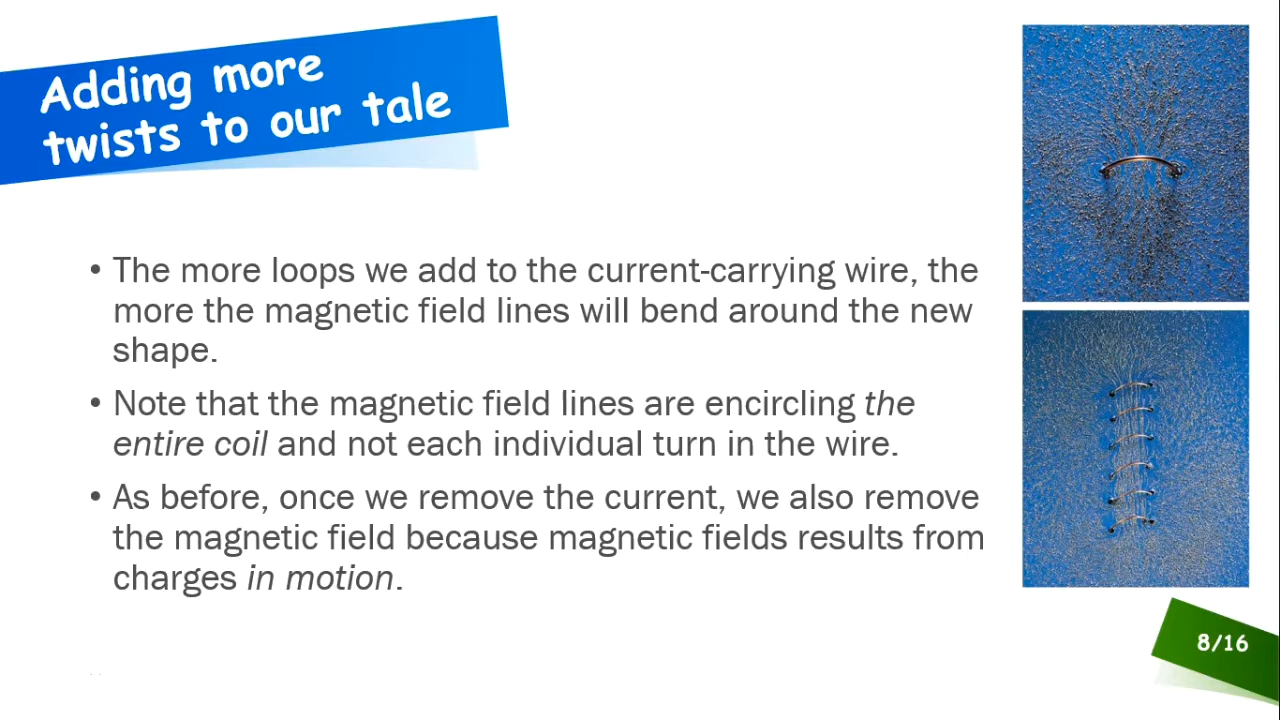 Adding more
twists to our tale
• The more loops we add to the current-carrying wire, the
more the magnetic field lines will bend around the new
shape.
• Note that the magnetic field lines are encircling the
entire coil and not each individual turn in the wire.
• As before, once we remove the current, we also remove
the magnetic field because magnetic fields results from
charges in motion.
8/16